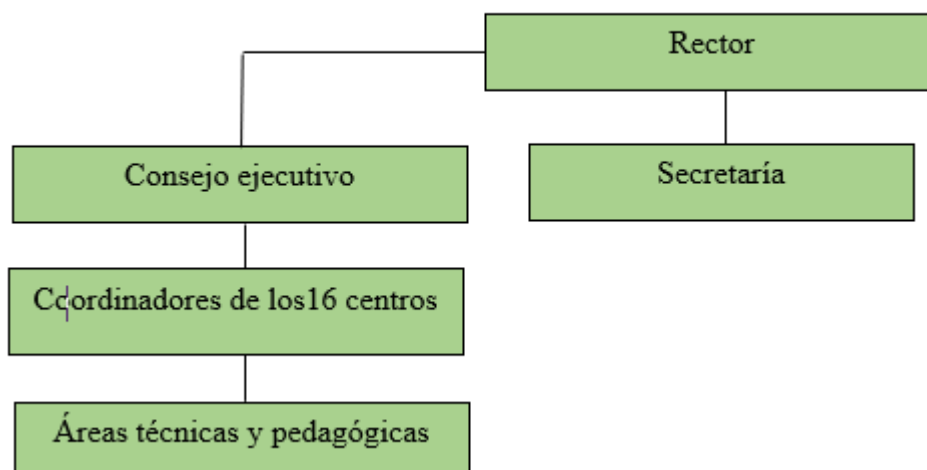 Rector
Consejo ejecutivo
Secretaría
Coordinadores de los16 centros
Áreas técnicas y pedagógicas